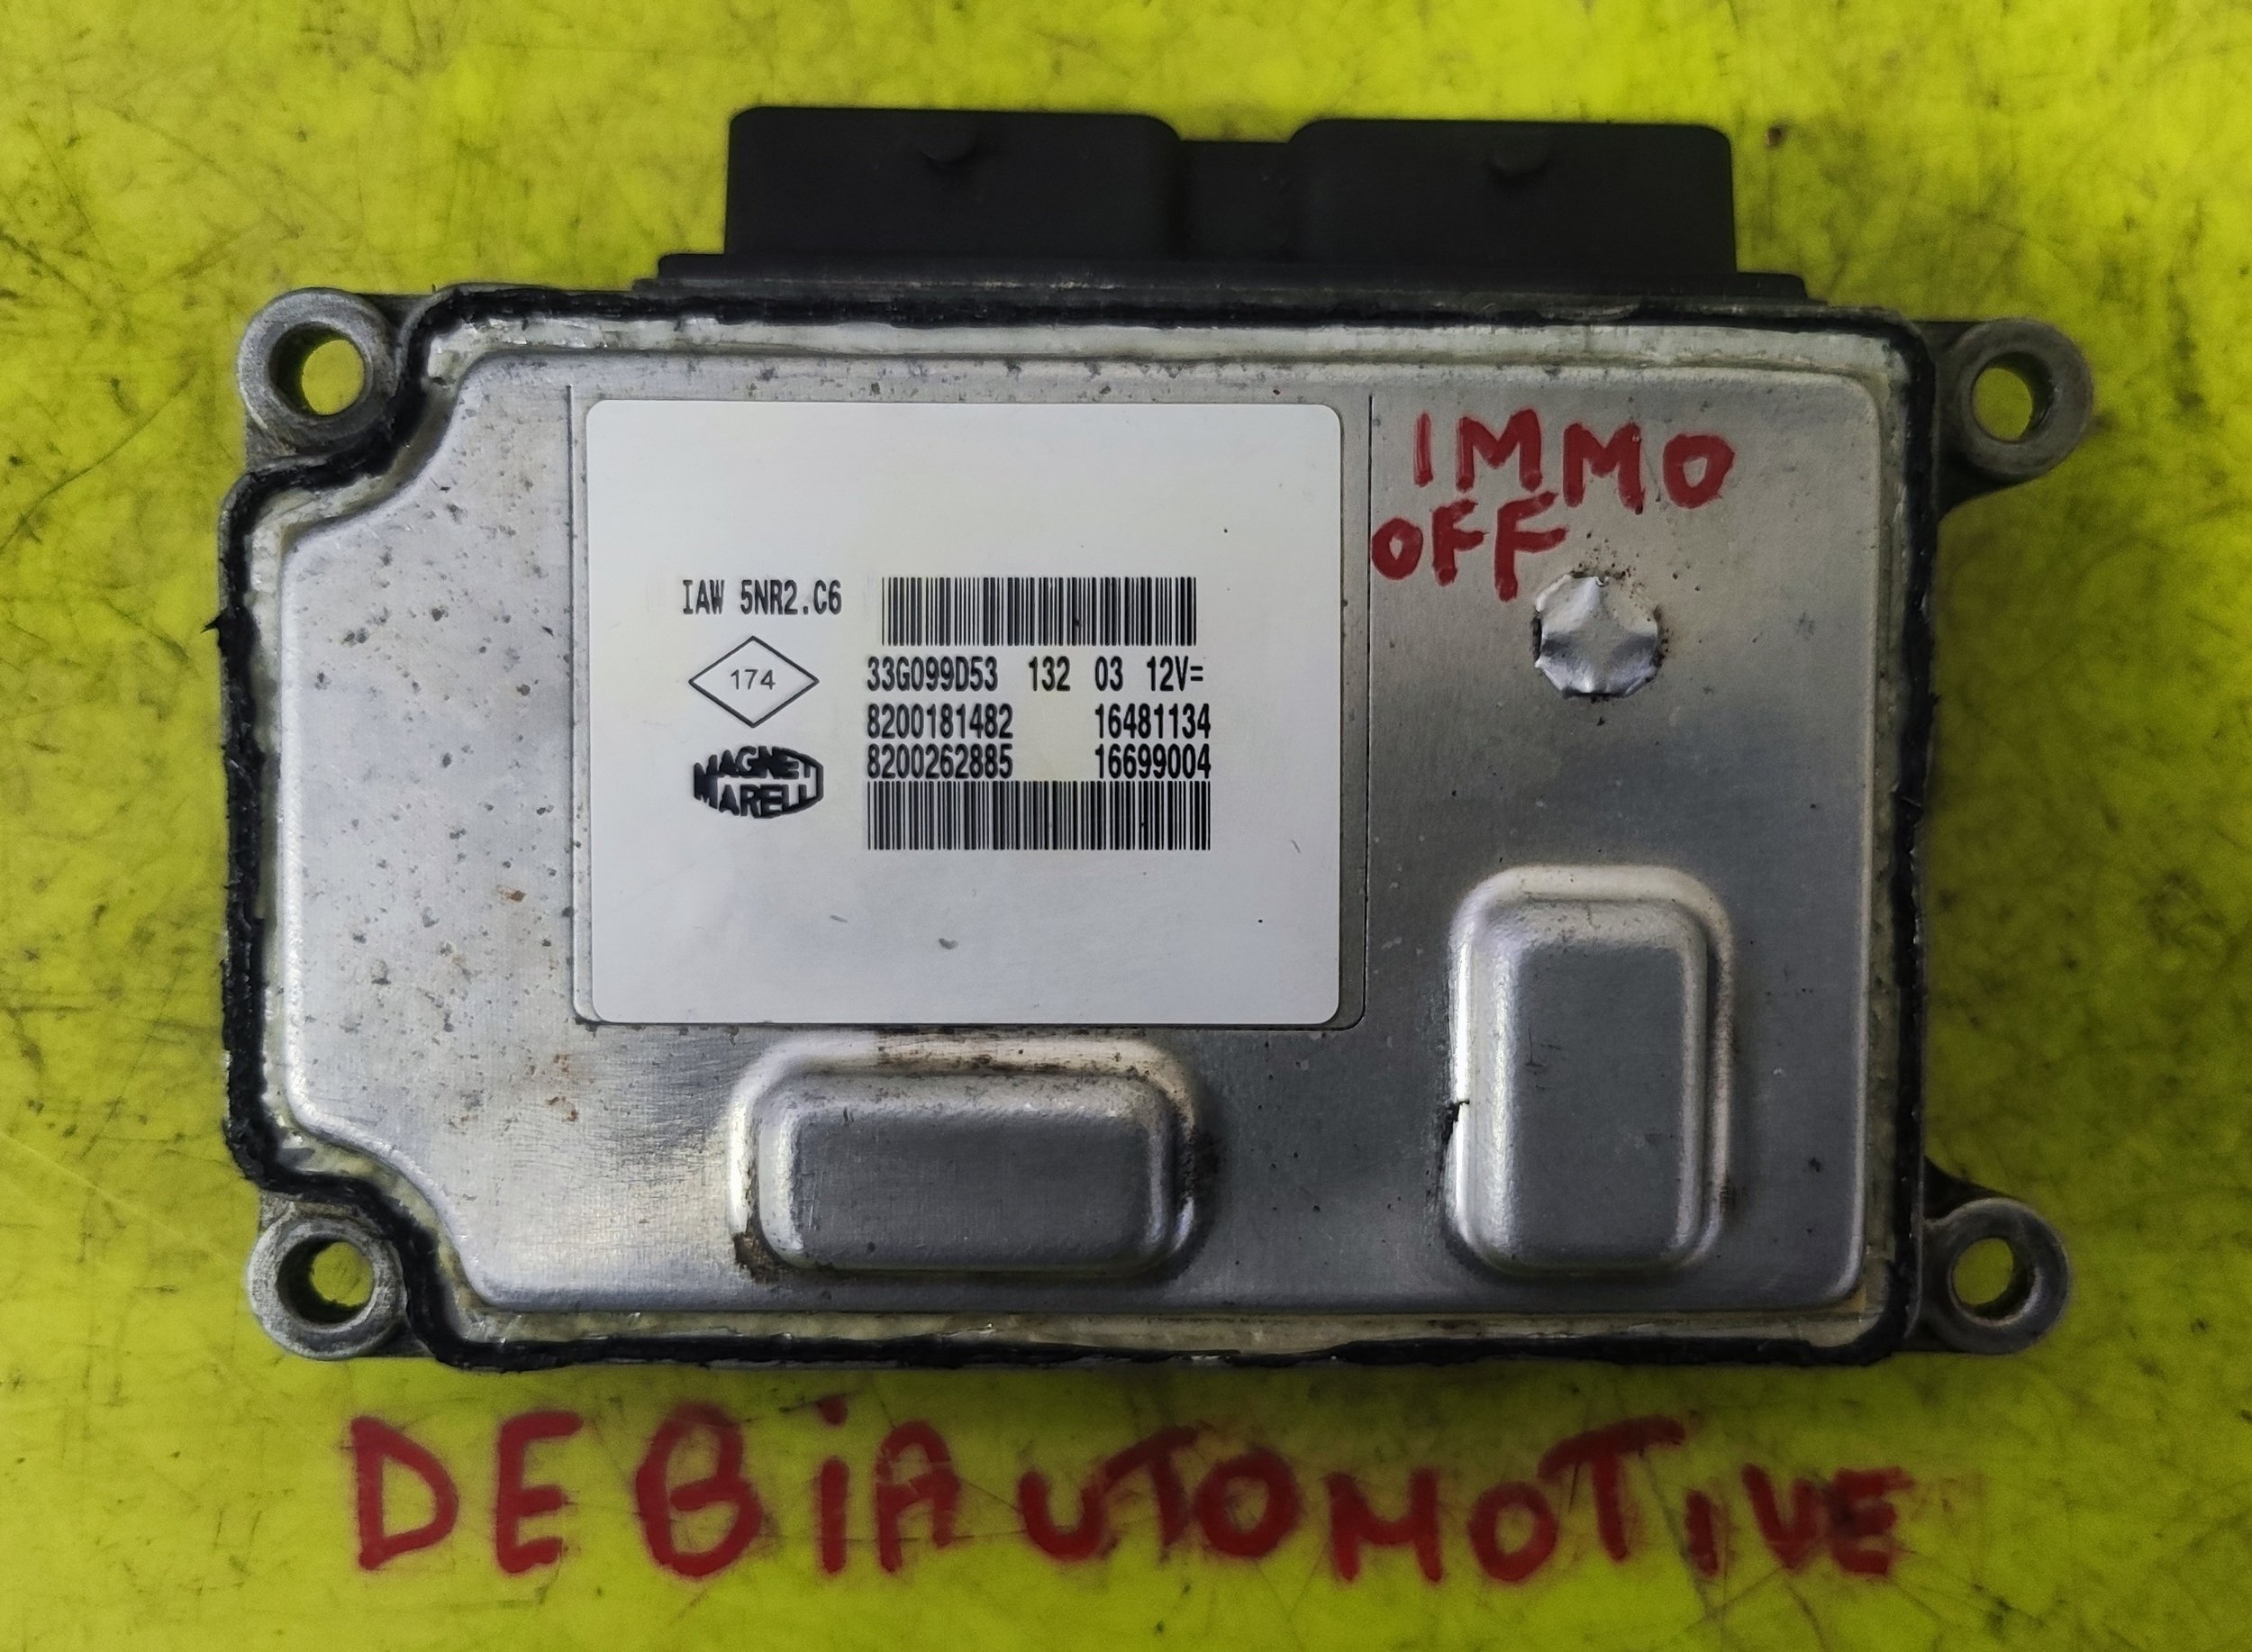 IMMO
OFF
IAW 5NR2.C6
174
33G099D53 132 03 12V=
8200181482 16481134
8200262885 16699004
MAGNETI
MARELLI
DEBIAUTOMOTIVE